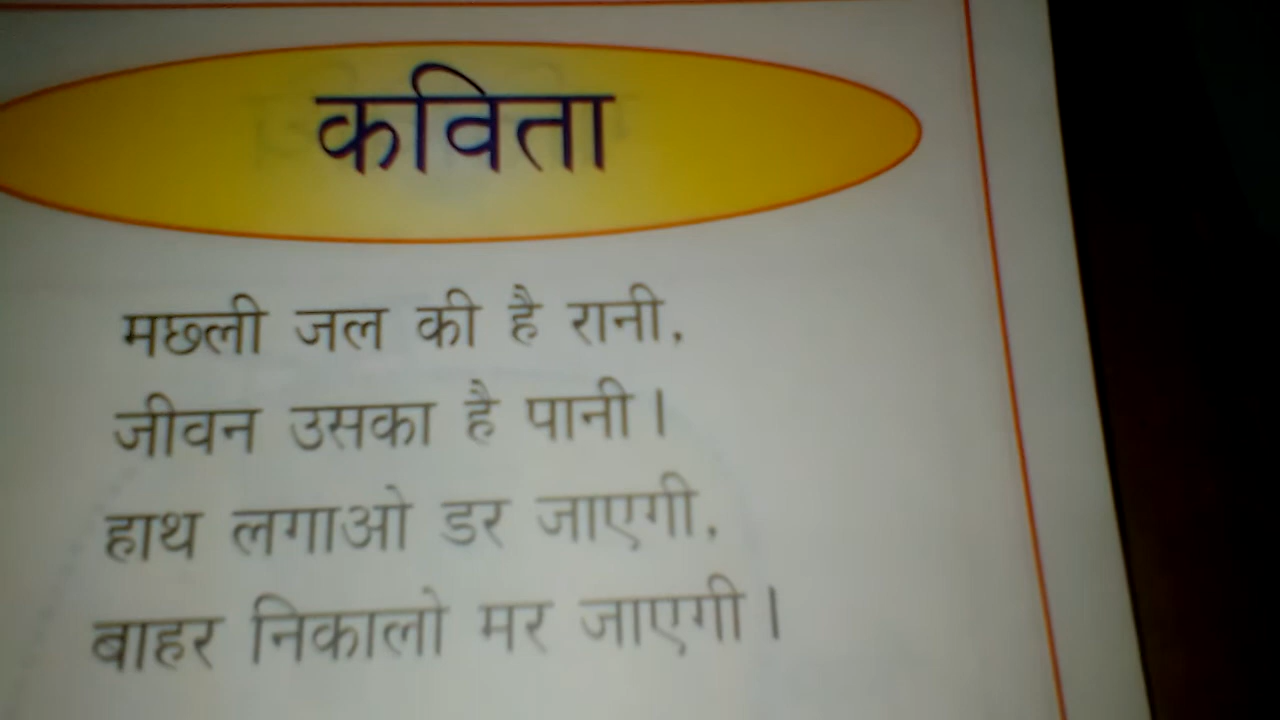 कविता
मछली जल की है रानी,
जीवन उसका है पानी।
हाथ लगाओ डर जाएगी,
बाहर निकालो मर जाएगी।